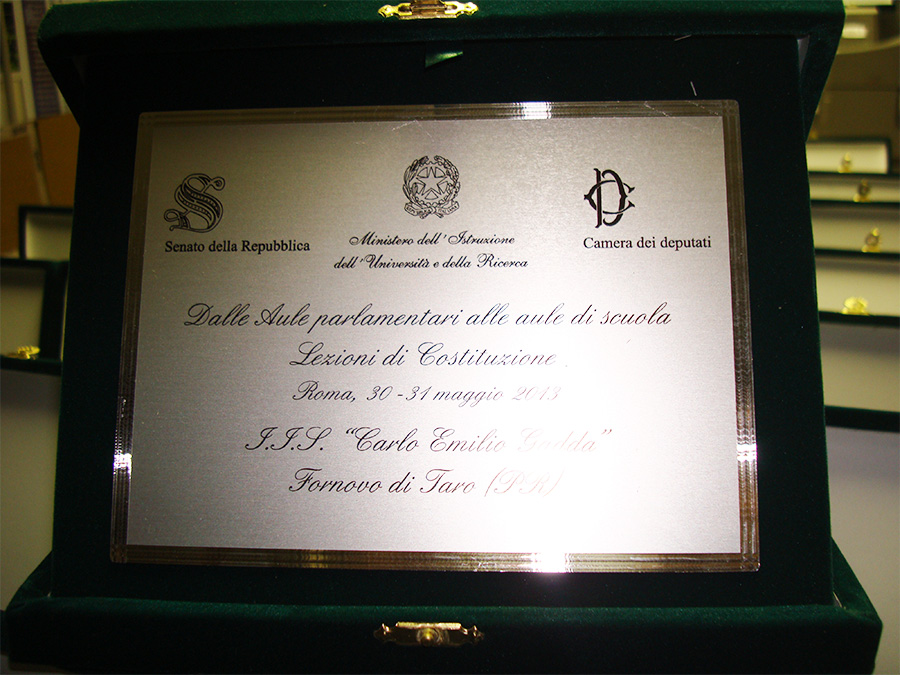 Senato della Repubblica
Ministero dell'Istruzione
dell'Università e della Ricerca
Camera dei deputati
Dalle Aule parlamentari alle aule di scuola
Lezioni di Costituzione
Roma, 30 - 31 maggio 2013
I.I.S. "Carlo Emilio Gadda"
Fornovo di Taro (PR)